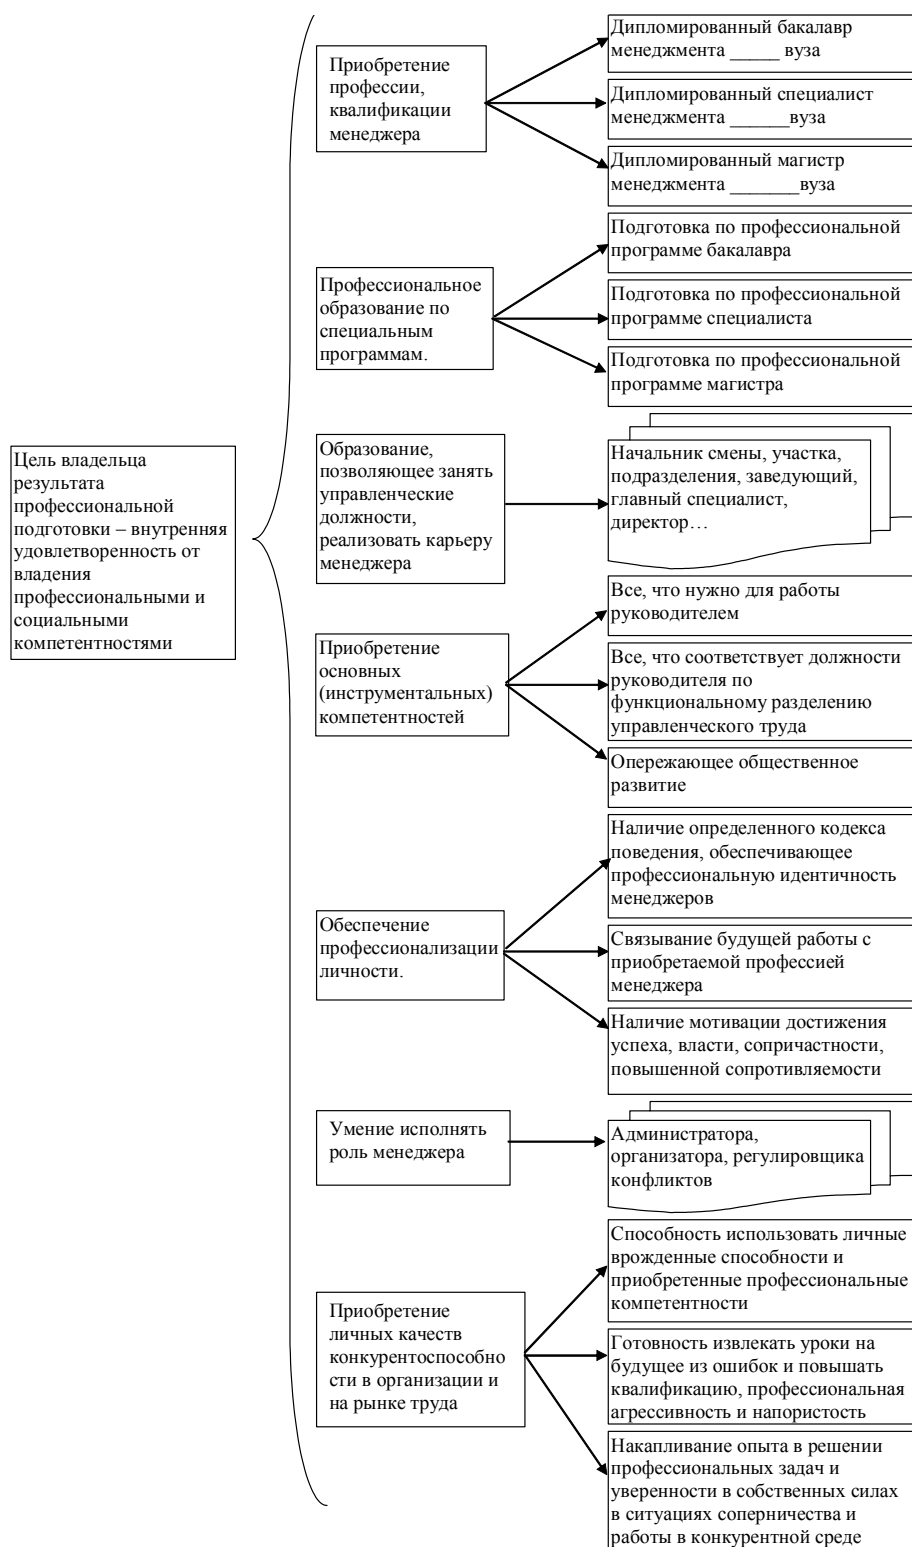 Цель владельца
результата
профессиональной
подготовки – внутренняя
удовлетворенность от
владения
профессиональными и
социальными
компетентностями
Приобретение
профессии,
квалификации
менеджера
Дипломированный бакалавр
менеджмента _____ вуза
Дипломированный специалист
менеджмента ______вуза
Дипломированный магистр
менеджмента _______вуза
Профессиональное
образование по
специальным
программам.
Подготовка по профессиональной
программе бакалавра
Подготовка по профессиональной
программе специалиста
Подготовка по профессиональной
программе магистра
Образование,
позволяющее занять
управленческие
должности,
реализовать карьеру
менеджера
Начальник смены, участка,
подразделения, заведующий,
главный специалист,
директор…
Приобретение
основных
(инструментальных)
компетентностей
Все, что нужно для работы
руководителем
Все, что соответствует должности
руководителя по
функциональному разделению
управленческого труда
Опережающее общественное
развитие
Обеспечение
профессионализации
личности.
Наличие определенного кодекса
поведения, обеспечивающее
профессиональную идентичность
менеджеров
Связывание будущей работы с
приобретаемой профессией
менеджера
Наличие мотивации достижения
успеха, власти, сопричастности,
повышенной сопротивляемости
Умение исполнять
роль менеджера
Администратора,
организатора, регулировщика
конфликтов
Приобретение
личных качеств
конкурентоспособно
сти в организации и
на рынке труда
Способность использовать личные
врожденные способности и
приобретенные профессиональные
компетентности
Готовность извлекать уроки на
будущее из ошибок и повышать
квалификацию, профессиональная
агрессивность и напористость
Накапливание опыта в решении
профессиональных задач и
уверенности в собственных силах
в ситуациях соперничества и
работы в конкурентной среде